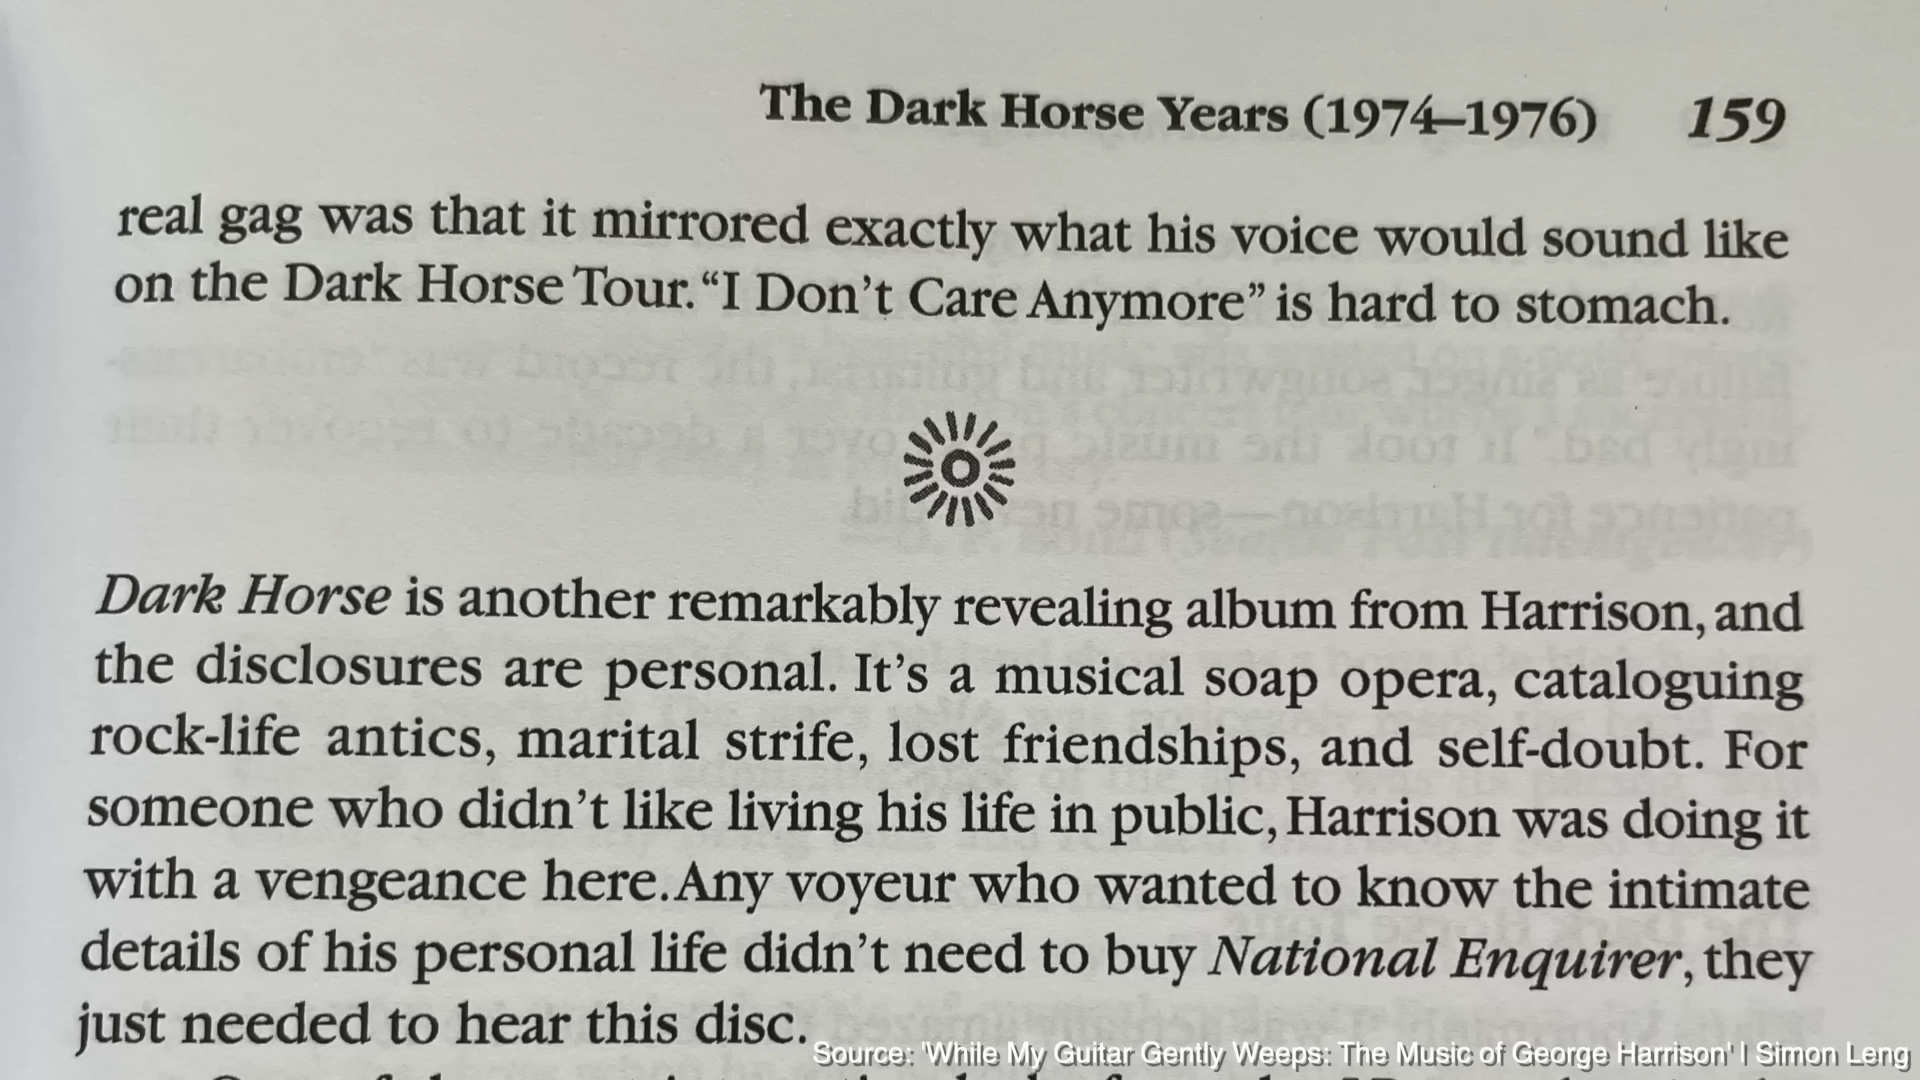 The Dark Horse Years (1974–1976) 159
real gag was that it mirrored exactly what his voice would sound like
on the Dark Horse Tour. “I Don’t Care Anymore” is hard to stomach.
Dark Horse is another remarkably revealing album from Harrison, and
the disclosures are personal. It’s a musical soap opera, cataloguing
rock-life antics, marital strife, lost friendships, and self-doubt. For
someone who didn’t like living his life in public, Harrison was doing it
with a vengeance here. Any voyeur who wanted to know the intimate
details of his personal life didn’t need to buy National Enquirer, they
just needed to hear this disc.
Source: 'While My Guitar Gently Weeps: The Music of George Harrison' | Simon Leng